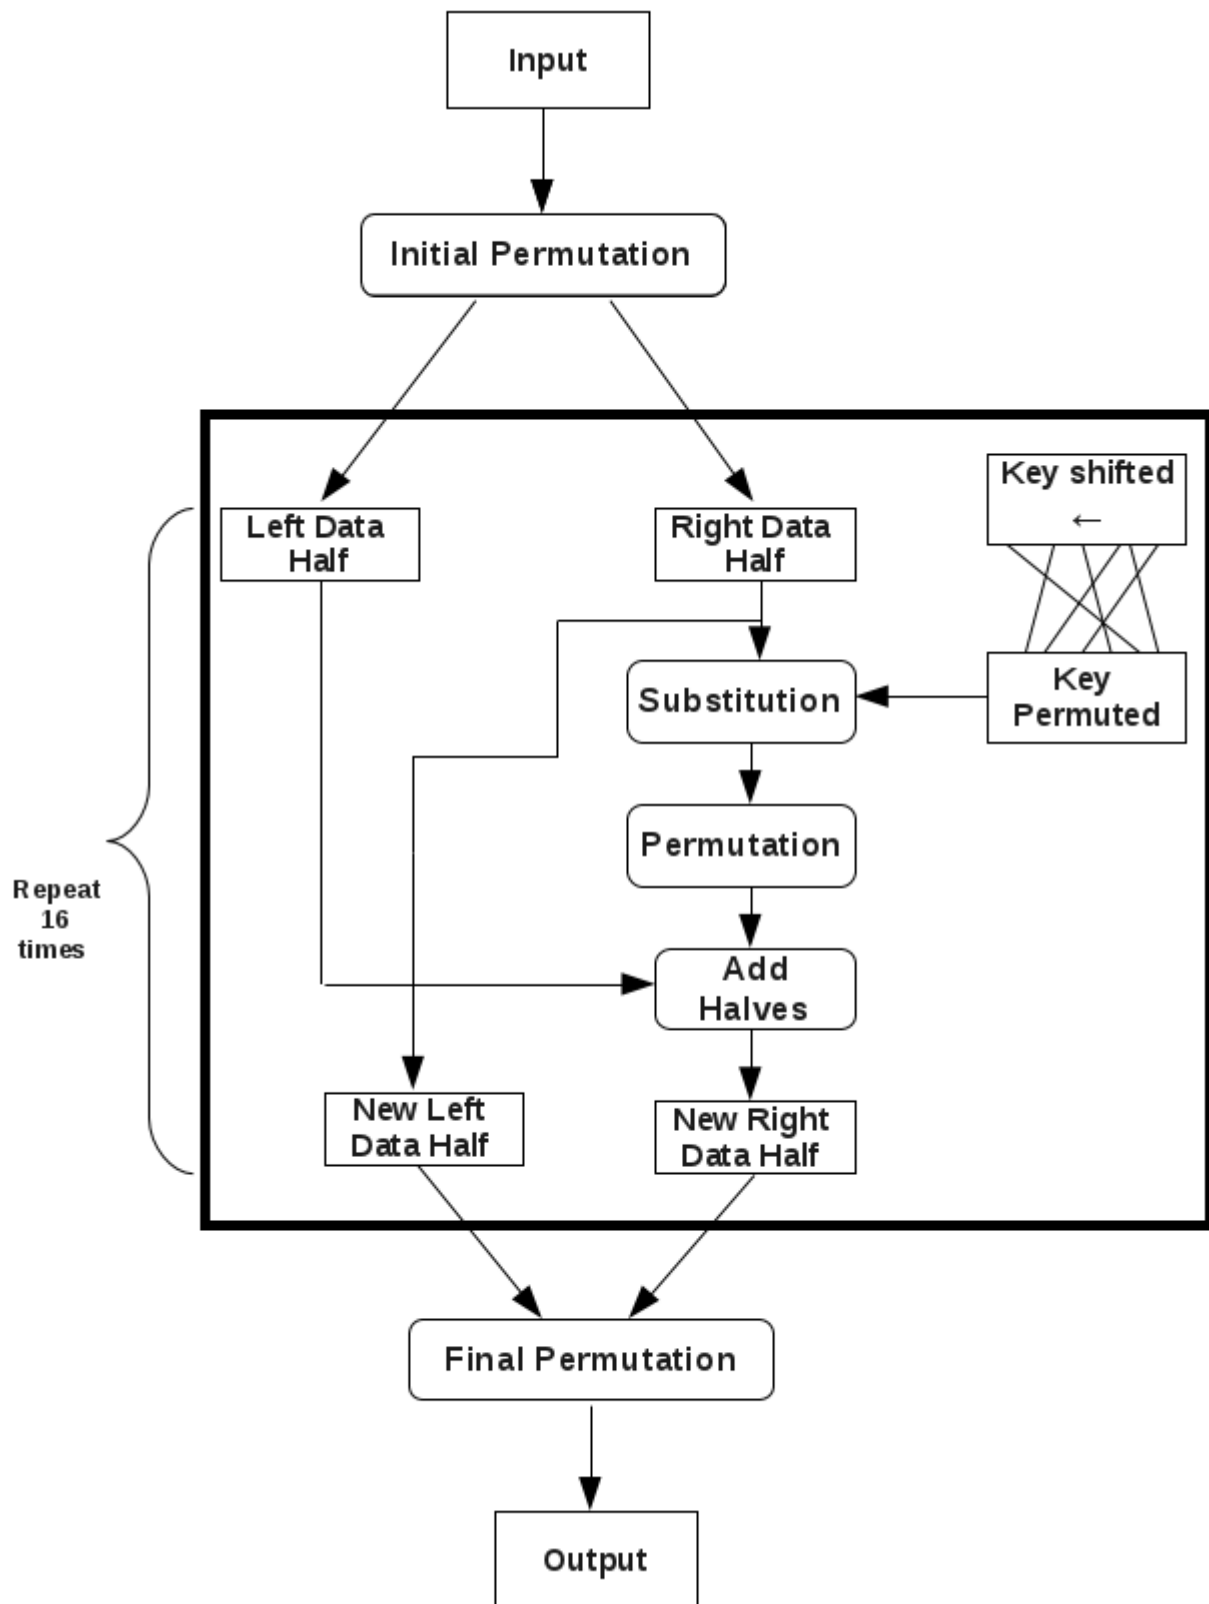 Input
Initial Permutation
Key shifted
←
Left Data
Half
Right Data
Half
Key
Permuted
Substitution
Permutation
Repeat
16
times
Add
Halves
New Left
Data Half
New Right
Data Half
Final Permutation
Output